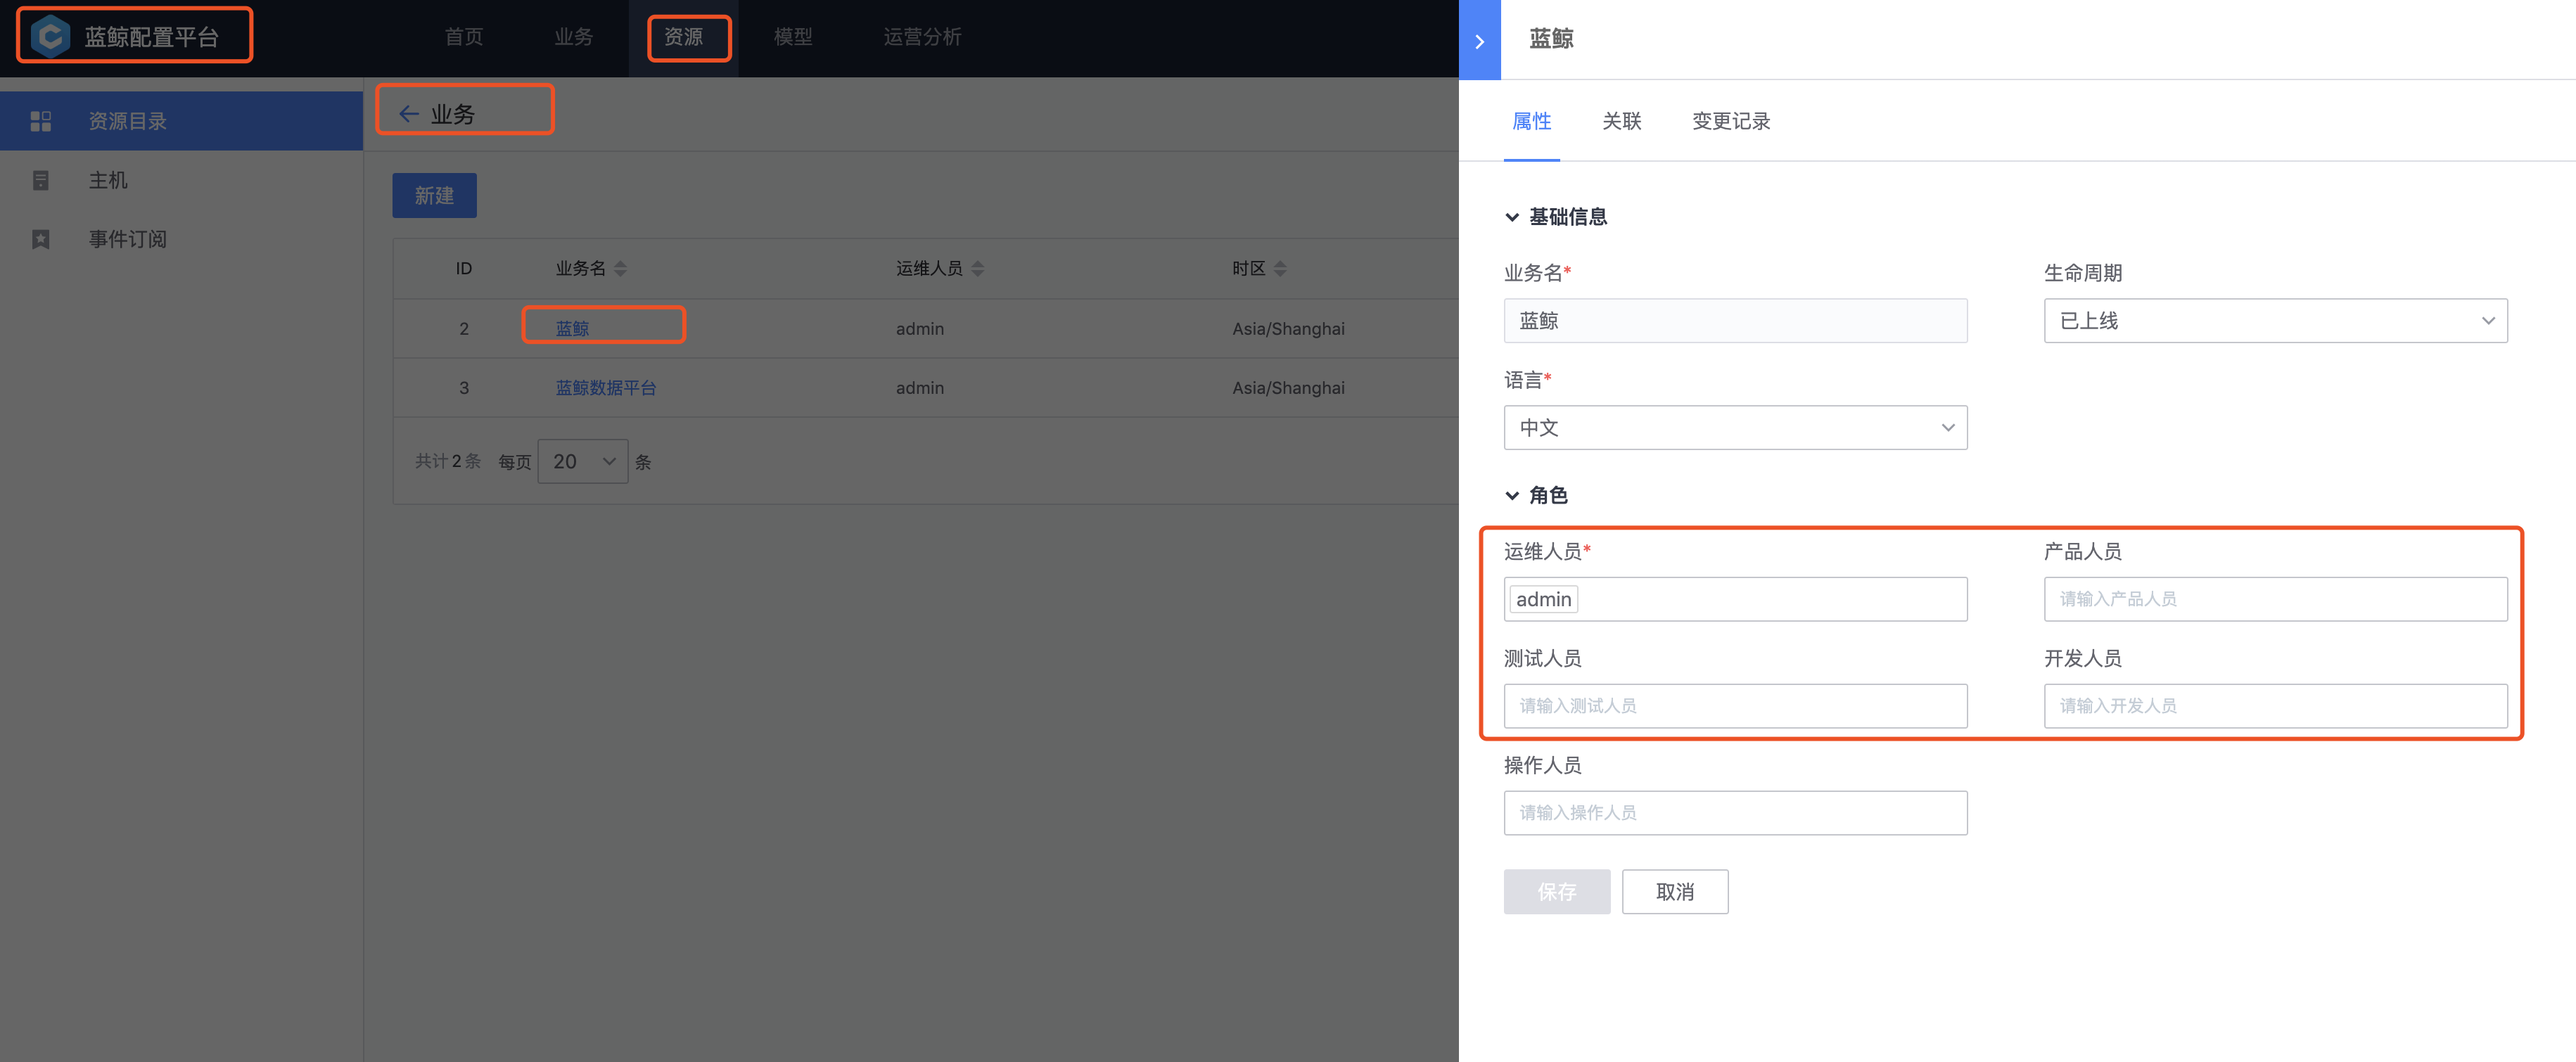 蓝鲸配置平台
首页 业务 资源 模型 运营分析
资源目录
主机
事件订阅
业务
新建
ID 业务名 运维人员 时区
2 蓝鲸 admin Asia/Shanghai
3 蓝鲸数据平台 admin Asia/Shanghai
共计 2 条 每页 20 条
蓝鲸
属性 关联 变更记录
基础信息
业务名* 生命周期
蓝鲸 已上线
语言*
中文
角色
运维人员* 产品人员
admin 请输入产品人员
测试人员 开发人员
请输入测试人员 请输入开发人员
操作人员
请输入操作人员
保存 取消